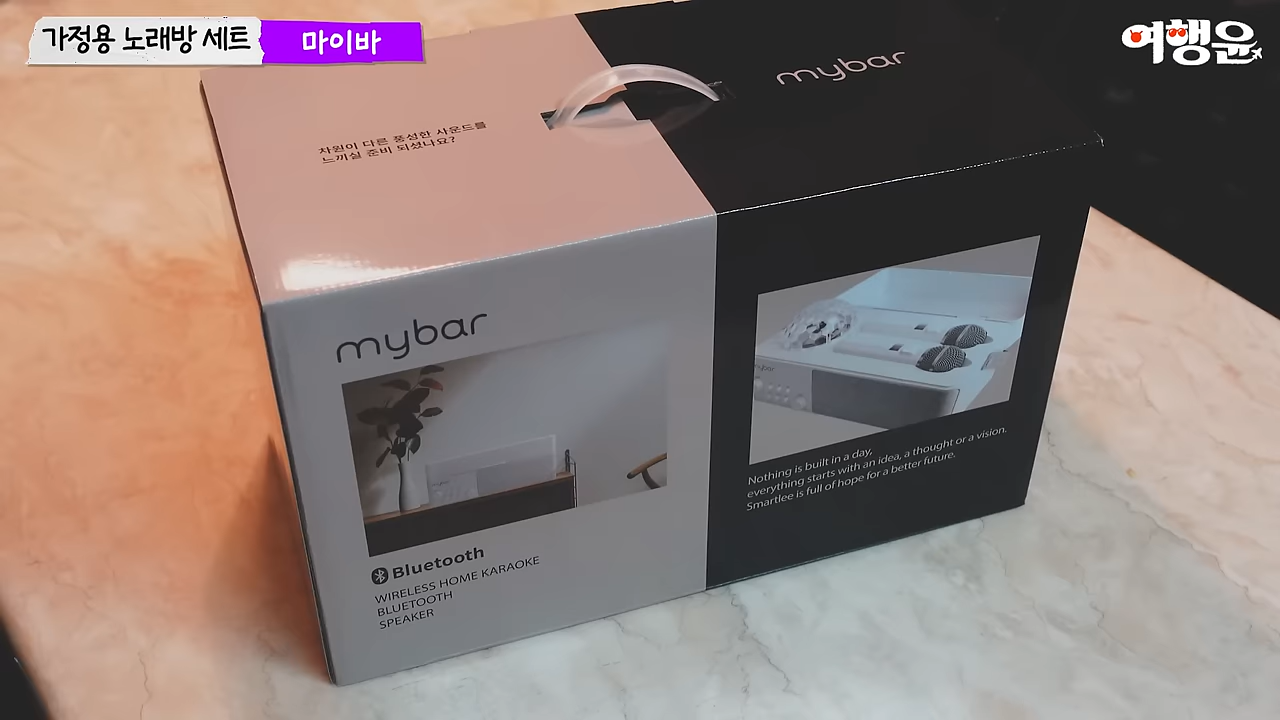 가정용 노래방 세트 마이바
여행윤
mybar
차원이 다른 풍성한 사운드를
느끼실 준비 되셨나요?
mybar
Bluetooth
WIRELESS HOME KARAOKE
BLUETOOTH
SPEAKER
mybar
Nothing is built in a day,
everything starts with an idea, a thought or a vision.
Smartlee is full of hope for a better future.